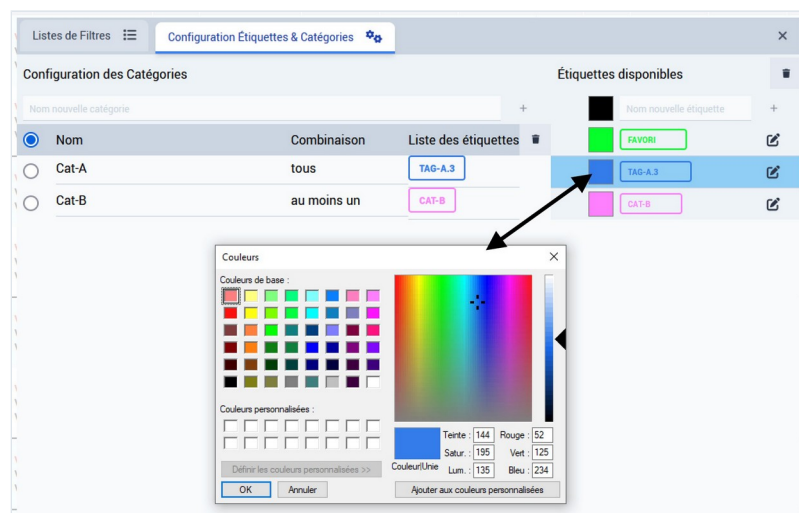 Listes de Filtres
Configuration Étiquettes & Catégories
×
Configuration des Catégories
Étiquettes disponibles
Nom nouvelle catégorie
+
Nom nouvelle étiquette
+
Nom Combinaison Liste des étiquettes
FAVORI
Cat-A tous TAG-A.3
TAG-A.3
Cat-B au moins un CAT-B
CAT-B
Couleurs
Couleurs de base :
Couleurs personnalisées :
Définir les couleurs personnalisées >>
OK Annuler
Couleur|Unie
Teinte : 144 Rouge : 52
Satur. : 195 Vert : 125
Lum. : 135 Bleu : 234
Ajouter aux couleurs personnalisées